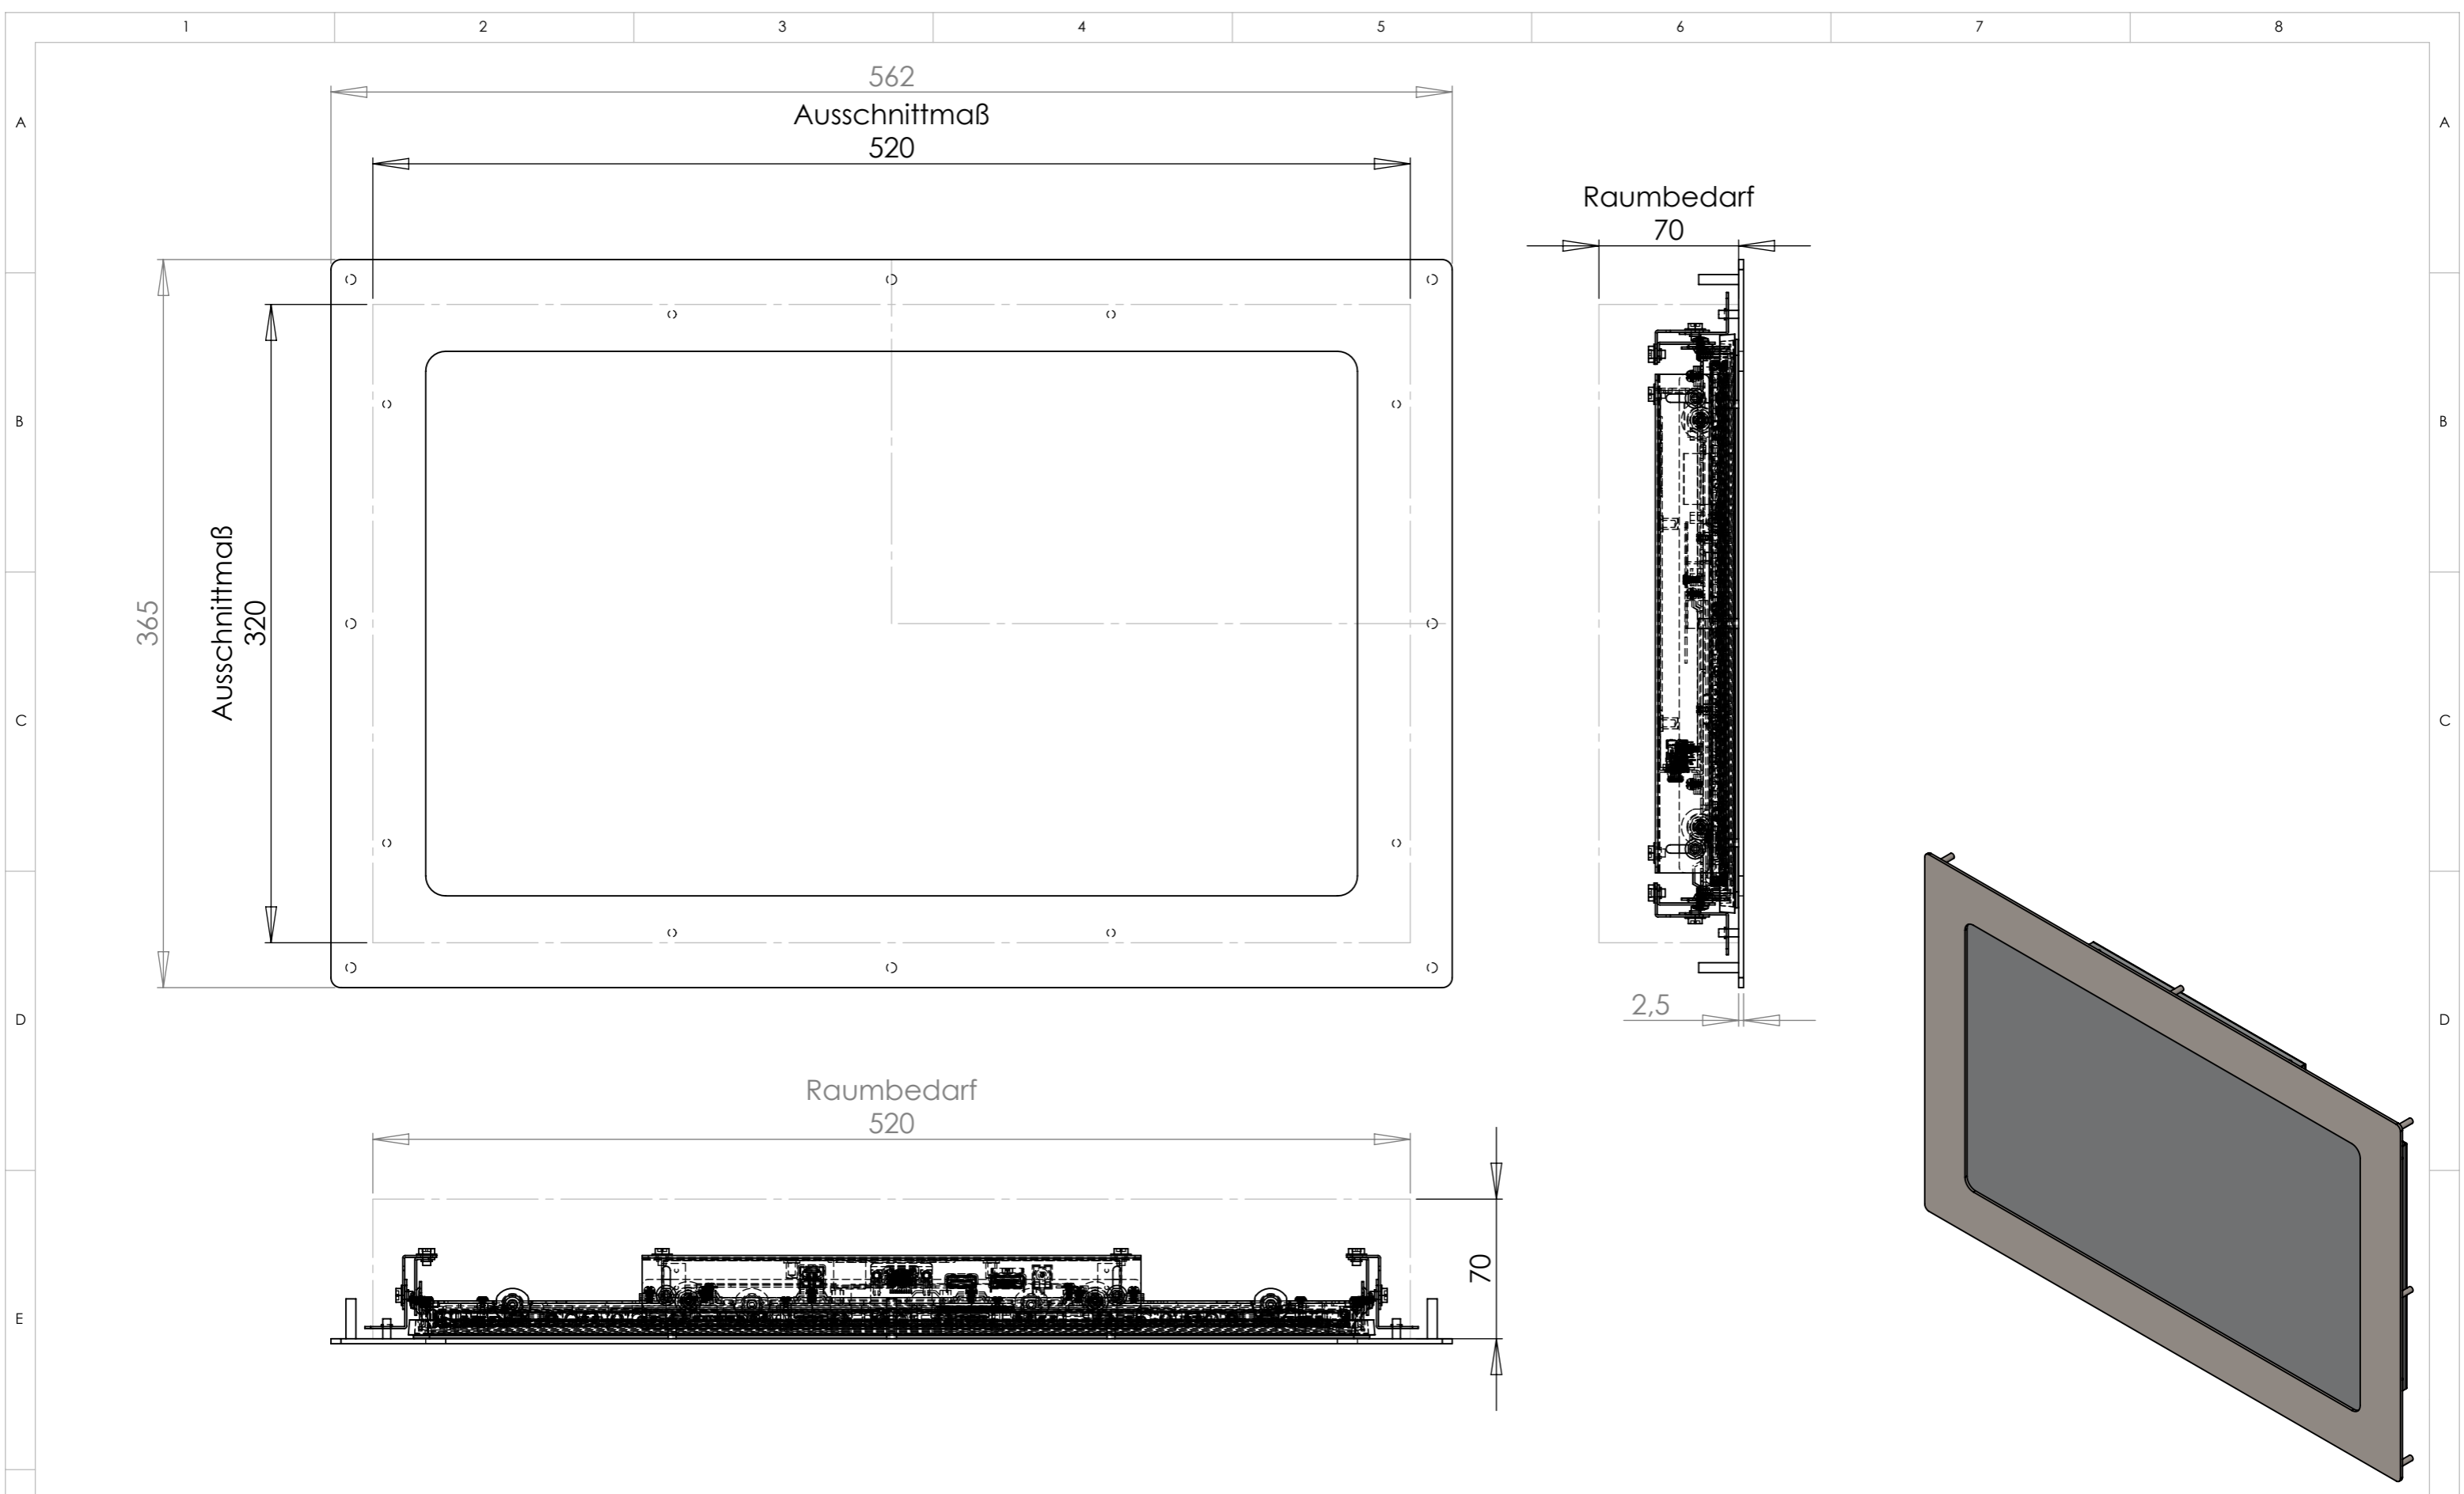 1 2 3 4 5 6 7 8
562
A Ausschnittmaß A
520
Raumbedarf
70
B B
365
Ausschnittmaß
320
C C
2,5
D D
Raumbedarf
520
70
E